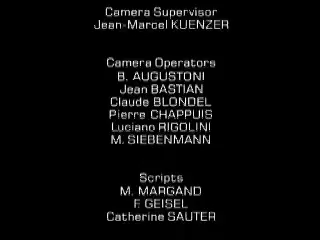 Camera Supervisor
Jean-Marcel KUENZER
Camera Operators
B. AUGUSTONI
Jean BASTIAN
Claude BLONDEL
Pierre CHAPPUIS
Luciano RIGOLINI
M. SIEBENMANN
Scripts
M. MARGAND
F. GEISEL
Catherine SAUTER